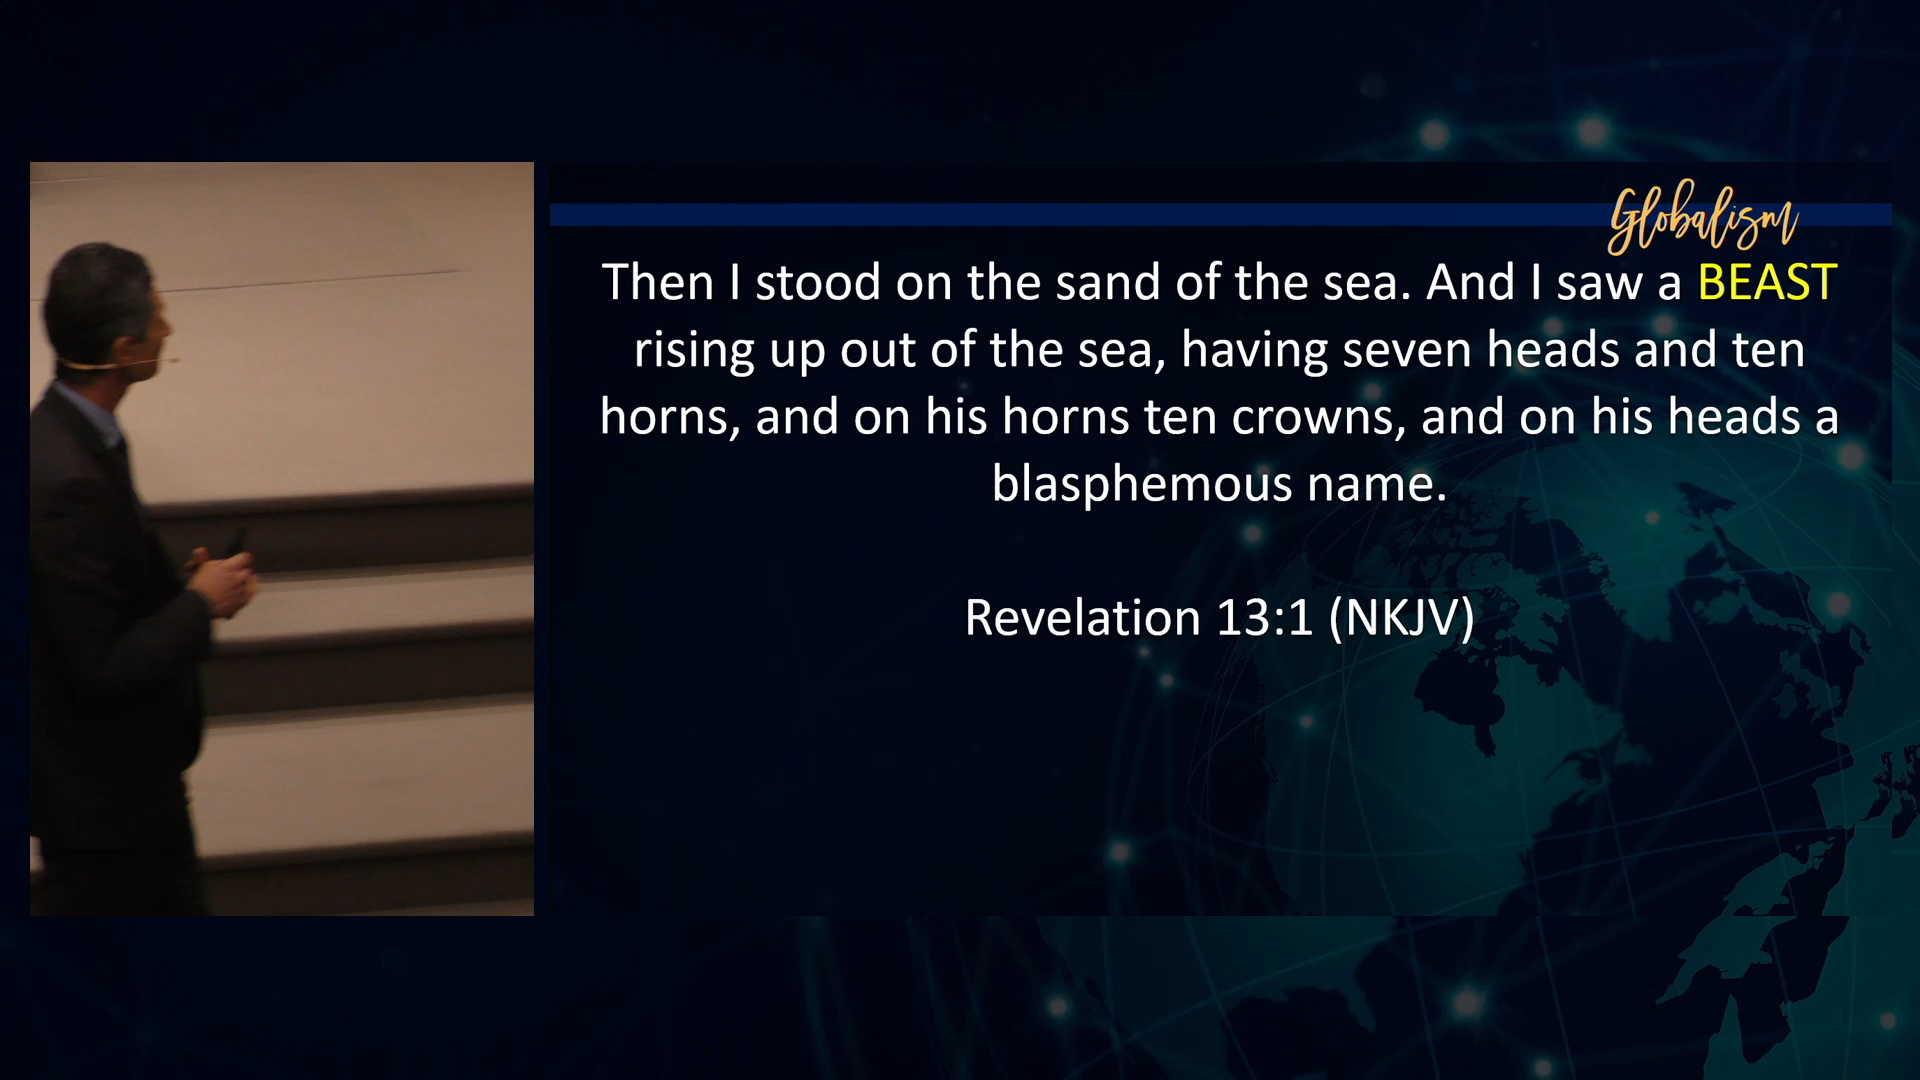 Globalism
Then I stood on the sand of the sea. And I saw a BEAST
rising up out of the sea, having seven heads and ten
horns, and on his horns ten crowns, and on his heads a
blasphemous name.
Revelation 13:1 (NKJV)